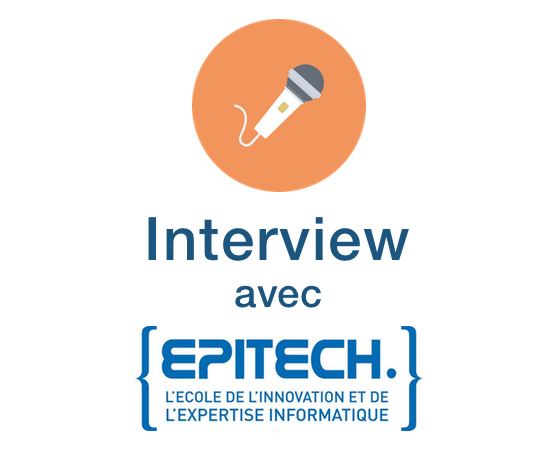 Interview
avec
{EPITECH.}
L'ECOLE DE L'INNOVATION ET DE
L'EXPERTISE INFORMATIQUE